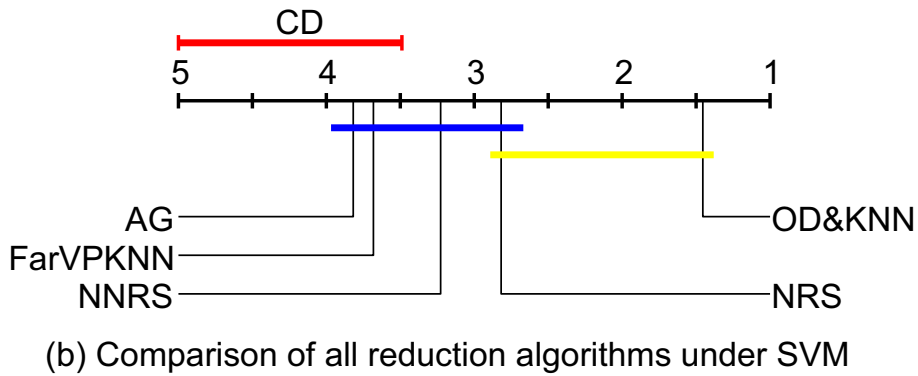 CD
5 4 3 2 1
AG OD&KNN
FarVPKNN
NNRS NRS
(b) Comparison of all reduction algorithms under SVM